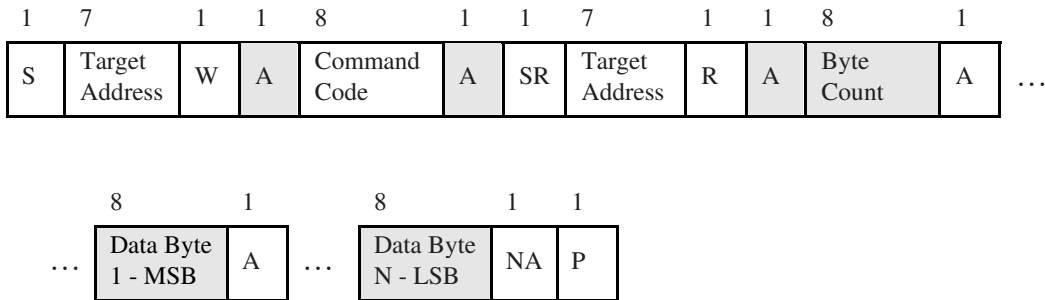 1 7 1 1 8 1 1 7 1 1 8 1
S Target Address W A Command Code A SR Target Address R A Byte Count A ...
8 1 8 1 1
... Data Byte 1 - MSB A ... Data Byte N - LSB NA P